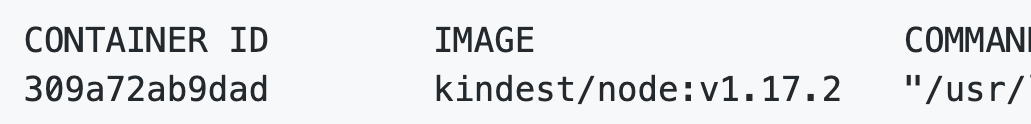 CONTAINER ID IMAGE
309a72ab9dad kindest/node:v1.17.2 "/usr/